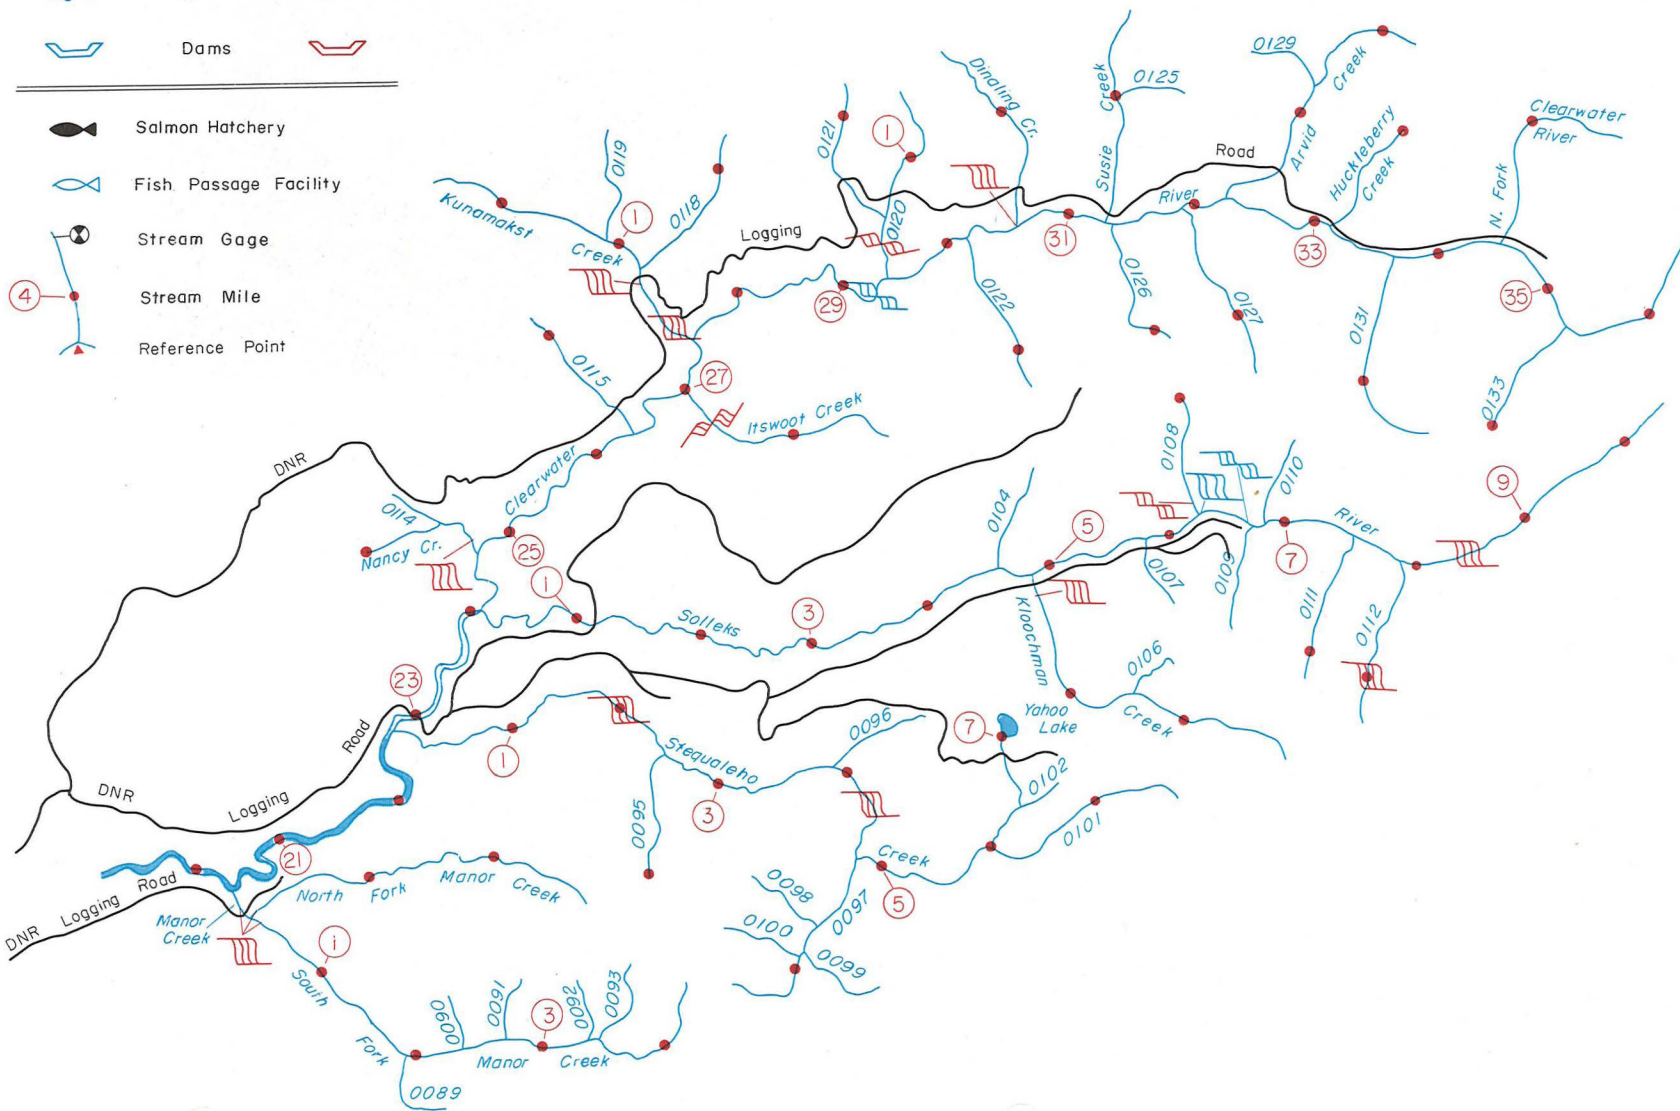 Dams
Salmon Hatchery
Fish Passage Facility
Stream Gage
4
Stream Mile
Reference Point
0129
Creek
Dinaling Cr.
Creek
0125
Susie
Clearwater
River
0121
1
Arvid
Huckleberry
Creek
N. Fork
0119
Road
Kunamakst
Creek
1
0118
Logging
0120
River
31
33
0126
0127
0122
29
35
0131
0133
0115
27
Itswoot Creek
DNR
Clearwater
0108
0110
0114
Nancy Cr.
25
0104
5
9
River
7
0107
0109
0111
0112
1
Solleks
3
Kloochman
0106
Creek
23
Road
1
Stequaleho
0096
7
Yahoo
Lake
0102
0101
3
0095
DNR
Logging
21
Road
Logging
DNR
North
Fork
Manor
Creek
Manor
Creek
Creek
5
0098
0097
0100
0099
1
South
Fork
0090
0091
3
0092
0093
Manor
Creek
0089